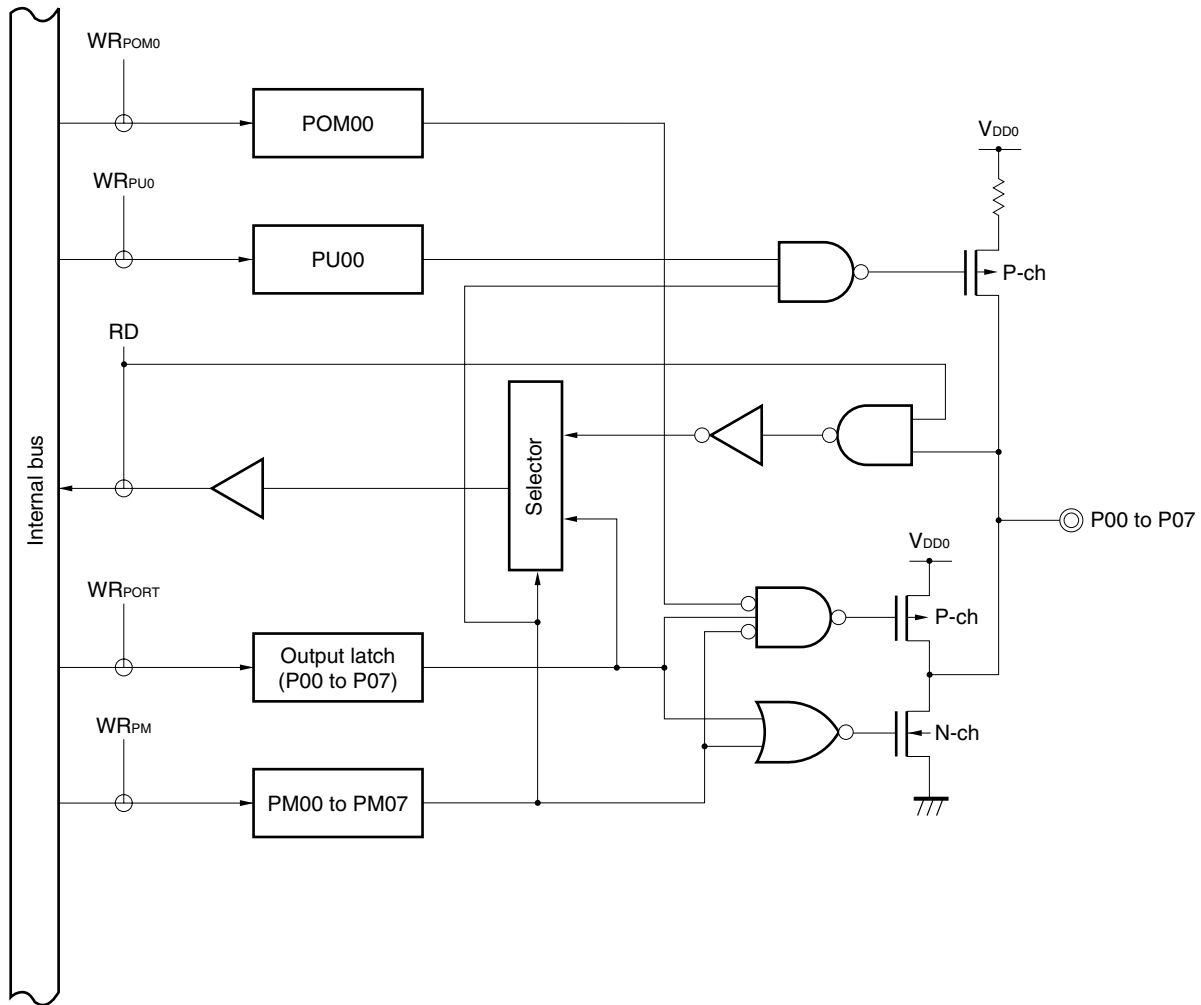 WRPOM0
POM00
VDD0
WRPU0
PU00
P-ch
RD
Internal bus
Selector
P00 to P07
VDD0
WRPORT
Output latch
(P00 to P07)
P-ch
WRPM
N-ch
PM00 to PM07